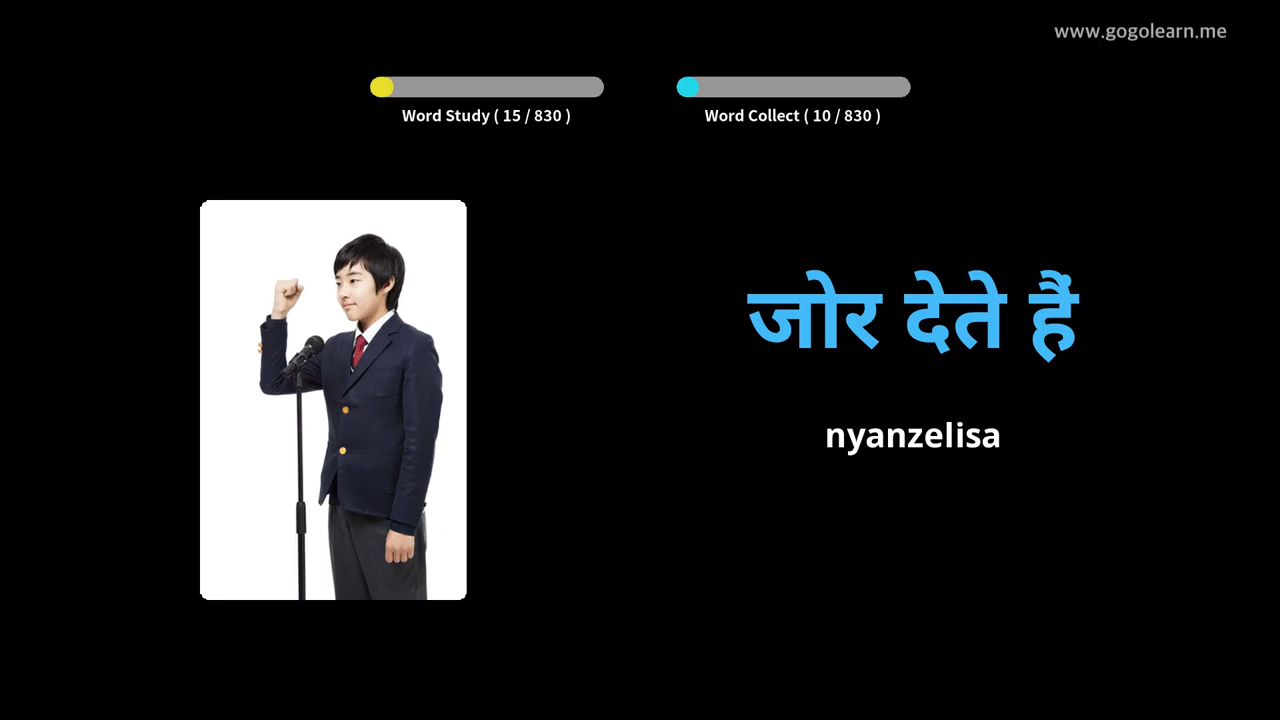 www.gogolearn.me
Word Study ( 15 / 830 )
Word Collect ( 10 / 830 )
जोर देते हैं
nyanzelisa